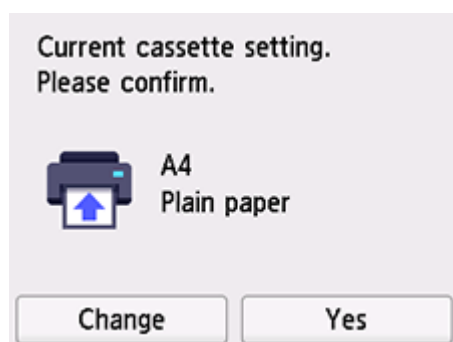 Current cassette setting.
Please confirm.
A4
Plain paper
Change
Yes